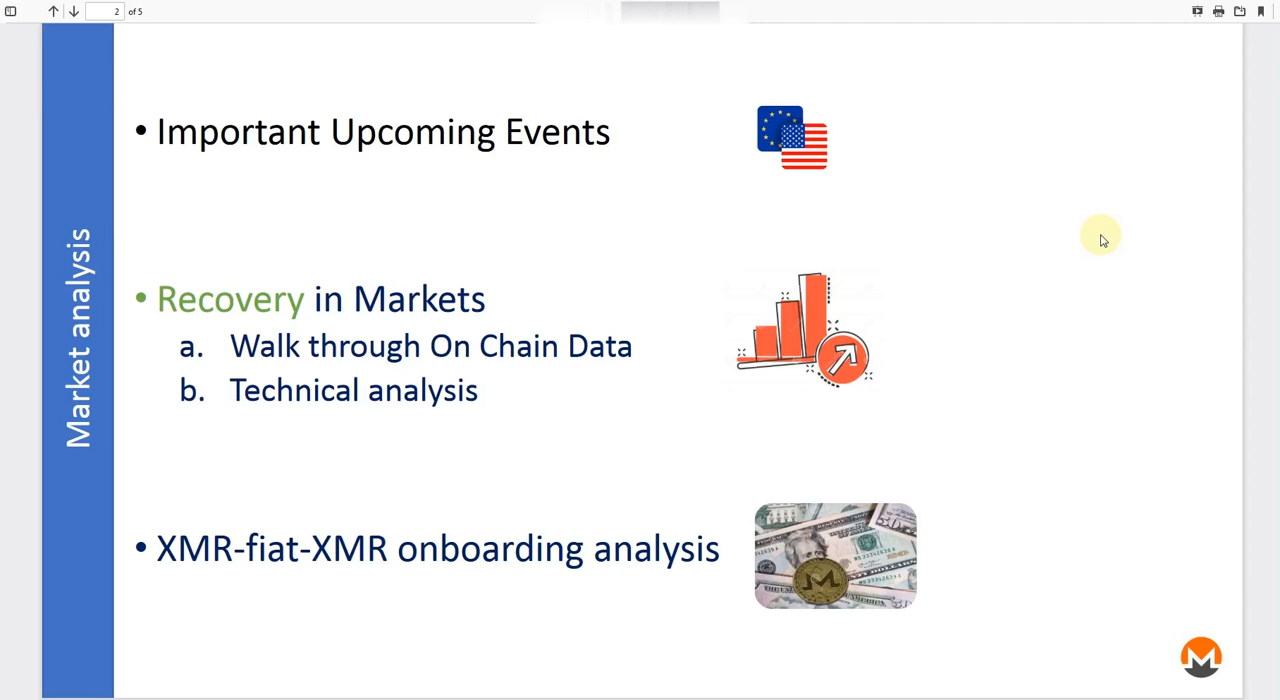 2 of 5
Market analysis
• Important Upcoming Events
• Recovery in Markets
a. Walk through On Chain Data
b. Technical analysis
• XMR-fiat-XMR onboarding analysis